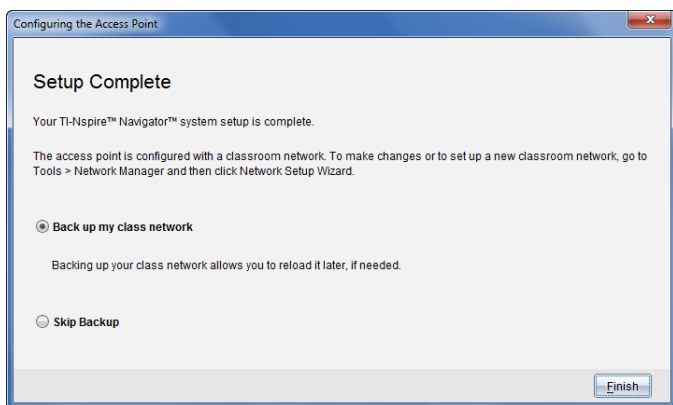 Configuring the Access Point
Setup Complete
Your TI-Nspire™ Navigator™ system setup is complete.
The access point is configured with a classroom network. To make changes or to set up a new classroom network, go to
Tools > Network Manager and then click Network Setup Wizard.
Back up my class network
Backing up your class network allows you to reload it later, if needed.
Skip Backup
Finish